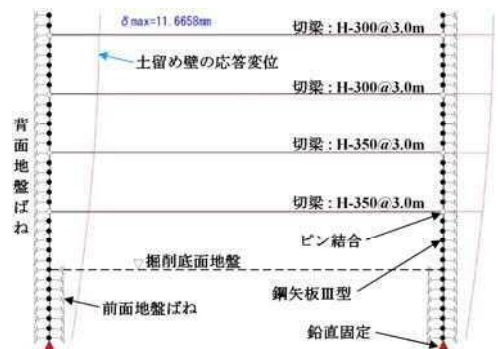 δmax=11.6658mm
切梁：H-300@3.0m
土留め壁の応答変位
切梁：H-300@3.0m
背面地盤ばね
切梁：H-350@3.0m
切梁：H-350@3.0m
ピン結合
掘削底面地盤
鋼矢板Ⅲ型
前面地盤ばね
鉛直固定